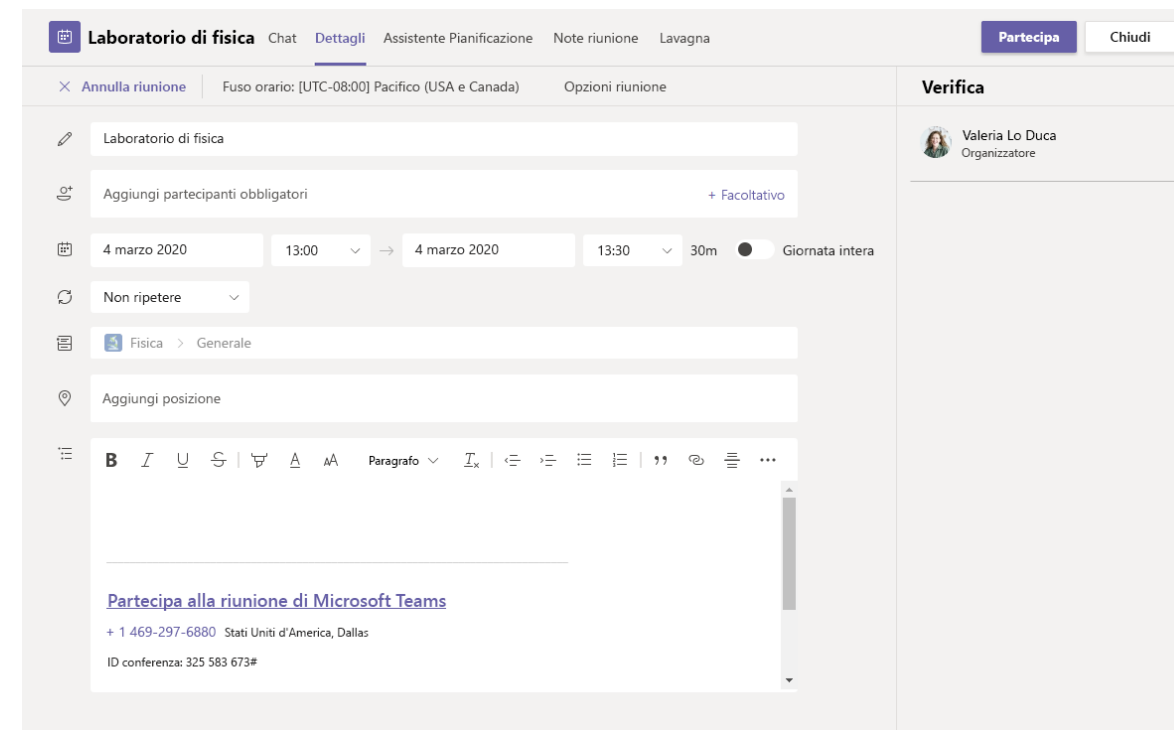 Laboratorio di fisica Chat Dettagli Assistente Pianificazione Note riunione Lavagna Partecipa Chiudi
Annulla riunione Fuso orario: [UTC-08:00] Pacifico (USA e Canada) Opzioni riunione
Verifica
Laboratorio di fisica
Valeria Lo Duca
Organizzatore
Aggiungi partecipanti obbligatori + Facoltativo
4 marzo 2020 13:00 → 4 marzo 2020 13:30 30m Giornata intera
Non ripetere
Fisica > Generale
Aggiungi posizione
B I U S A AA Paragrafo Tx
Partecipa alla riunione di Microsoft Teams
+ 1 469-297-6880 Stati Uniti d'America, Dallas
ID conferenza: 325 583 673#